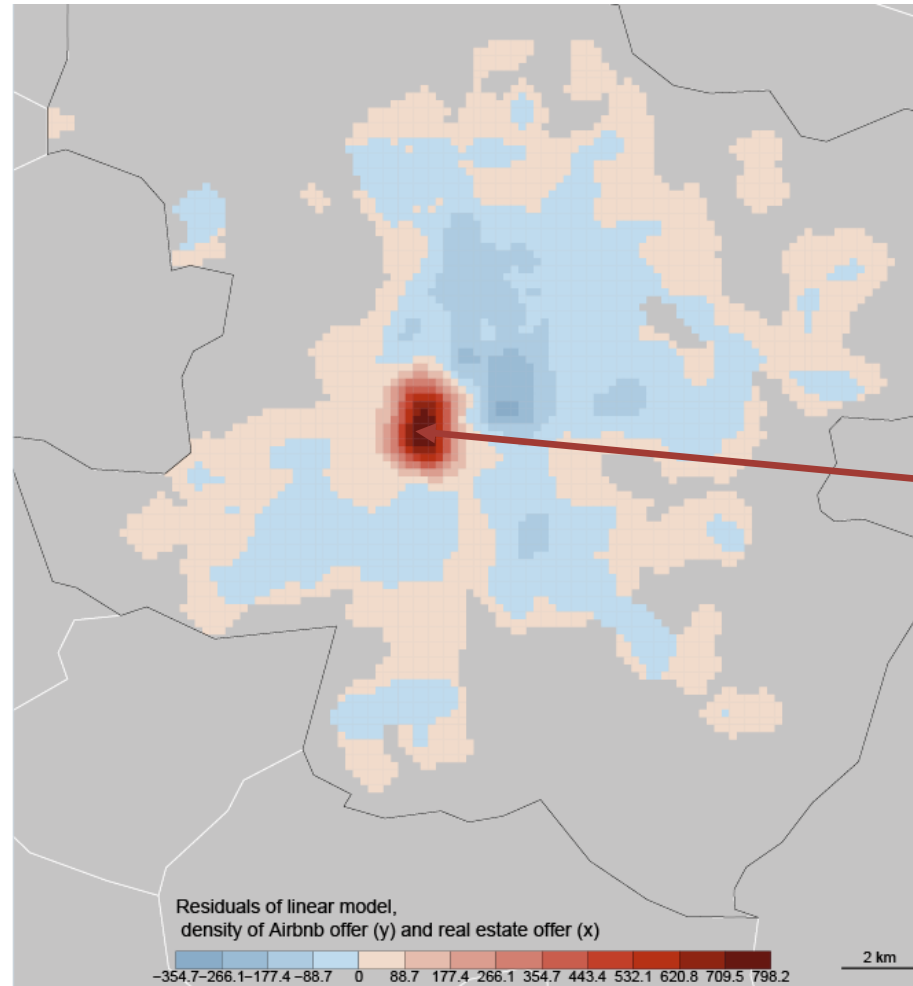 Residuals of linear model,
density of Airbnb offer (y) and real estate offer (x)
−354.7−266.1−177.4 −88.7 0 88.7 177.4 266.1 354.7 443.4 532.1 620.8 709.5 798.2
2 km